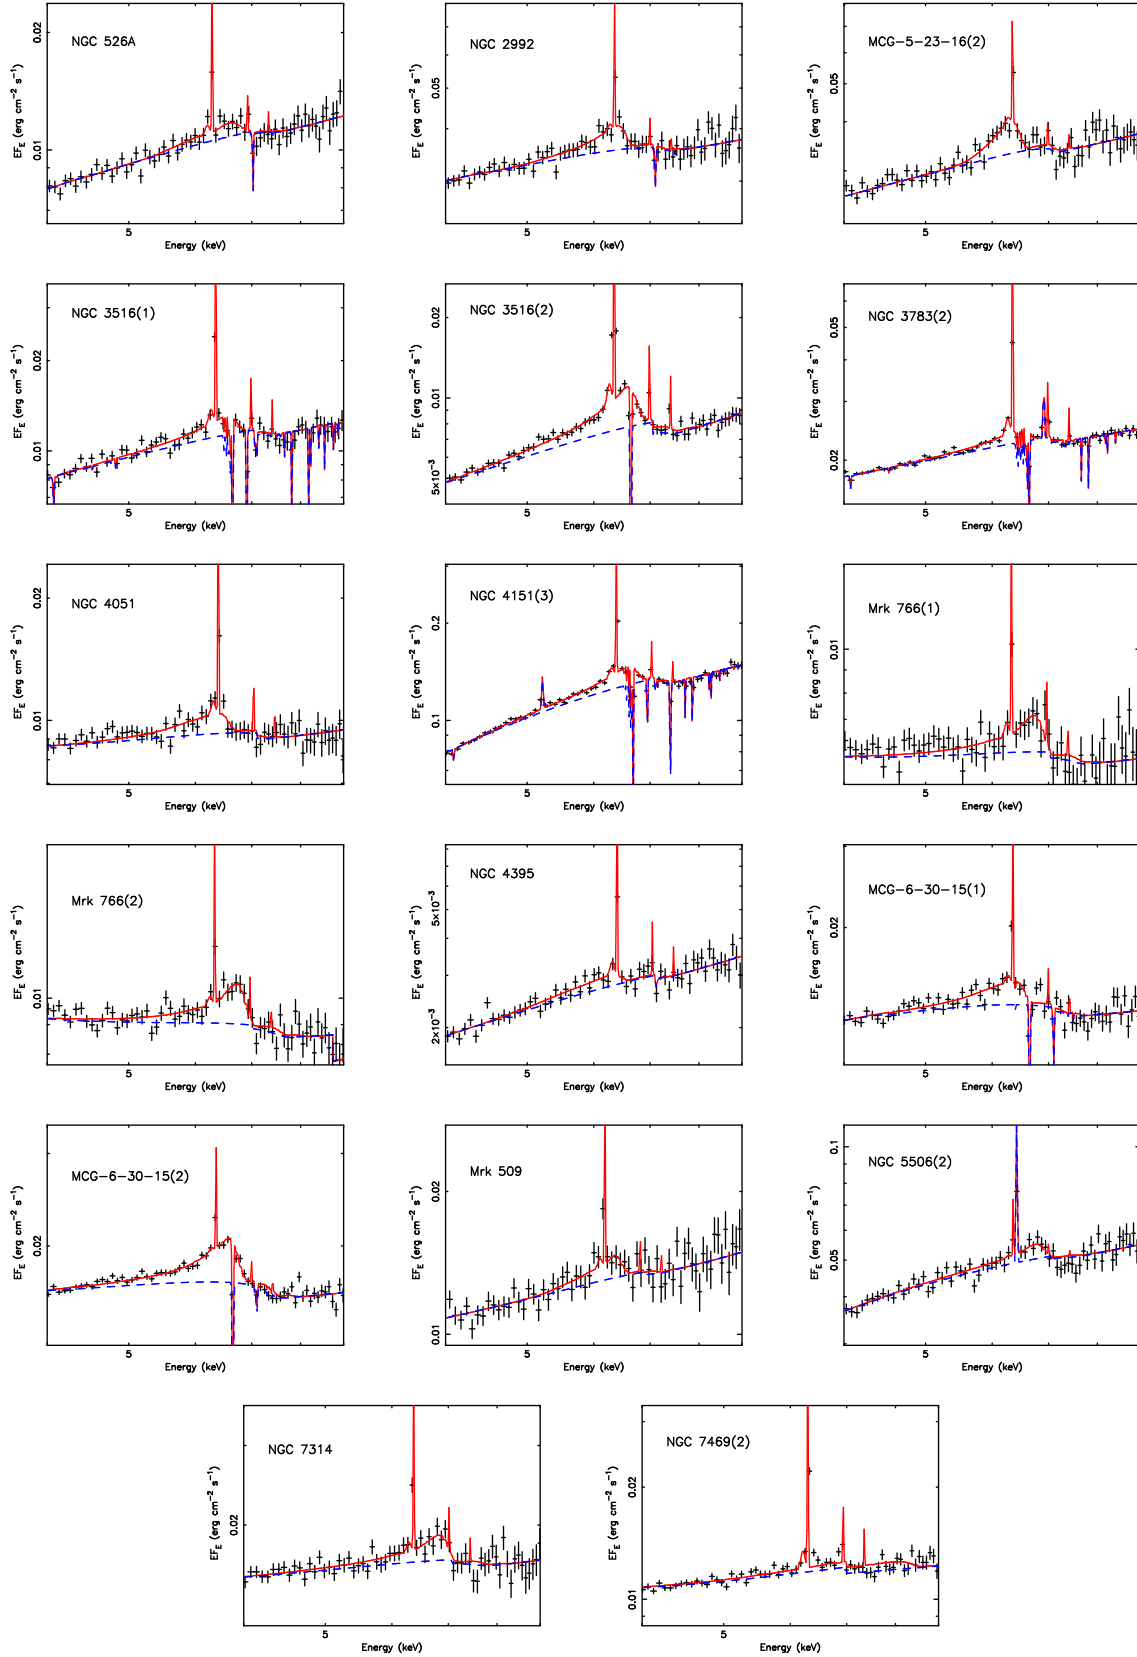 NGC 526A
0.02
0.01
EF_E (erg cm⁻² s⁻¹)
5
Energy (keV)
NGC 2992
0.05
EF_E (erg cm⁻² s⁻¹)
5
Energy (keV)
MCG−5−23−16(2)
0.05
EF_E (erg cm⁻² s⁻¹)
5
Energy (keV)
NGC 3516(1)
0.02
0.01
EF_E (erg cm⁻² s⁻¹)
5
Energy (keV)
NGC 3516(2)
0.02
0.01
5×10⁻³
EF_E (erg cm⁻² s⁻¹)
5
Energy (keV)
NGC 3783(2)
0.05
0.02
EF_E (erg cm⁻² s⁻¹)
5
Energy (keV)
NGC 4051
0.02
0.01
EF_E (erg cm⁻² s⁻¹)
5
Energy (keV)
NGC 4151(3)
0.2
0.1
EF_E (erg cm⁻² s⁻¹)
5
Energy (keV)
Mrk 766(1)
0.01
EF_E (erg cm⁻² s⁻¹)
5
Energy (keV)
Mrk 766(2)
0.01
EF_E (erg cm⁻² s⁻¹)
5
Energy (keV)
NGC 4395
5×10⁻³
2×10⁻³
EF_E (erg cm⁻² s⁻¹)
5
Energy (keV)
MCG−6−30−15(1)
0.02
EF_E (erg cm⁻² s⁻¹)
5
Energy (keV)
MCG−6−30−15(2)
0.02
EF_E (erg cm⁻² s⁻¹)
5
Energy (keV)
Mrk 509
0.02
0.01
EF_E (erg cm⁻² s⁻¹)
5
Energy (keV)
NGC 5506(2)
0.1
0.05
EF_E (erg cm⁻² s⁻¹)
5
Energy (keV)
NGC 7314
0.02
EF_E (erg cm⁻² s⁻¹)
5
Energy (keV)
NGC 7469(2)
0.02
0.01
EF_E (erg cm⁻² s⁻¹)
5
Energy (keV)